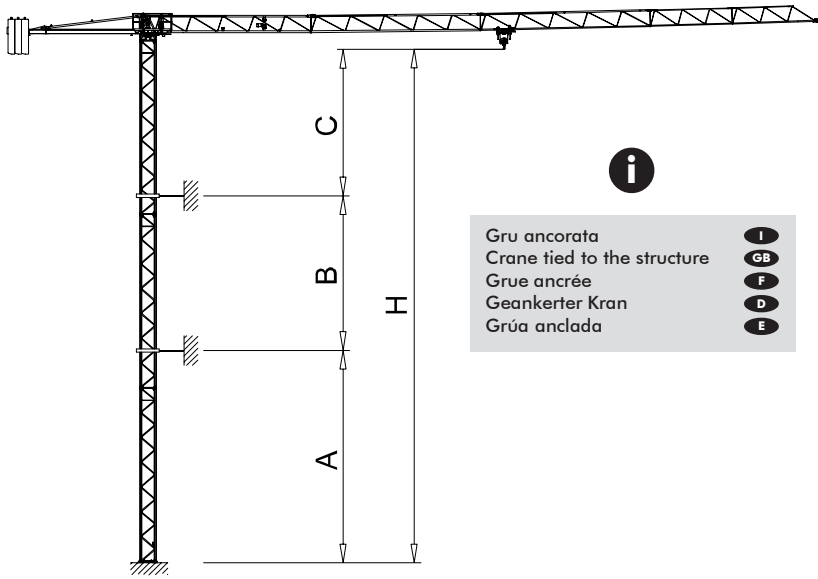 C
B
H
A
i
Gru ancorata I
Crane tied to the structure GB
Grue ancrée F
Geankerter Kran D
Grúa anclada E